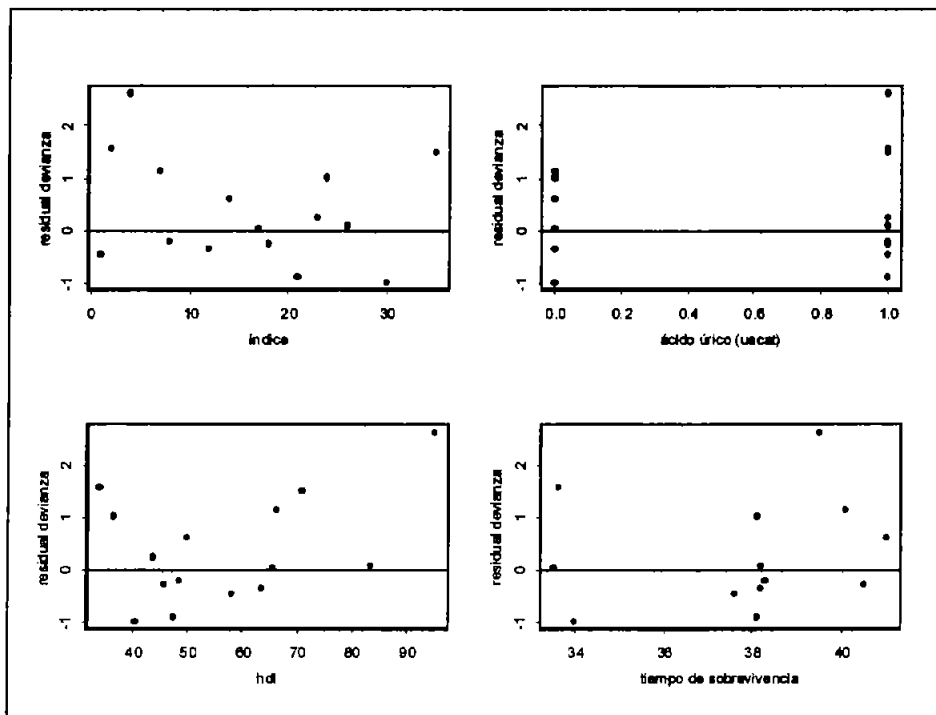 residual devianza
2
1
0
-1
0 10 20 30
índice
residual devianza
2
1
0
-1
0.0 0.2 0.4 0.6 0.8 1.0
ácido úrico (uacat)
residual devianza
2
1
0
-1
40 50 60 70 80 90
hdl
residual devianza
2
1
0
-1
34 36 38 40
tiempo de sobrevivencia